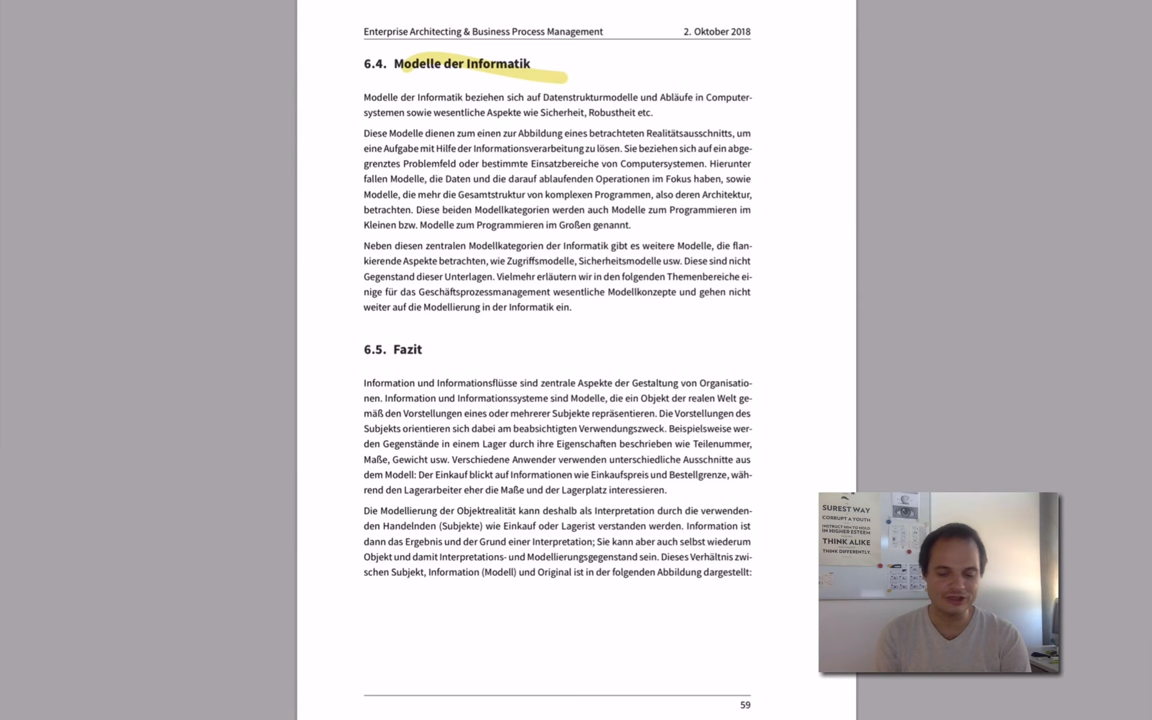 Enterprise Architecting & Business Process Management 2. Oktober 2018
6.4. Modelle der Informatik
Modelle der Informatik beziehen sich auf Datenstrukturmodelle und Abläufe in Computer-
systemen sowie wesentliche Aspekte wie Sicherheit, Robustheit etc.
Diese Modelle dienen zum einen zur Abbildung eines betrachteten Realitätsausschnitts, um
eine Aufgabe mit Hilfe der Informationsverarbeitung zu lösen. Sie beziehen sich auf ein abge-
grenztes Problemfeld oder bestimmte Einsatzbereiche von Computersystemen. Hierunter
fallen Modelle, die Daten und die darauf ablaufenden Operationen im Fokus haben, sowie
Modelle, die mehr die Gesamtstruktur von komplexen Programmen, also deren Architektur,
betrachten. Diese beiden Modellkategorien werden auch Modelle zum Programmieren im
Kleinen bzw. Modelle zum Programmieren im Großen genannt.
Neben diesen zentralen Modellkategorien der Informatik gibt es weitere Modelle, die flan-
kierende Aspekte betrachten, wie Zugriffsmodelle, Sicherheitsmodelle usw. Diese sind nicht
Gegenstand dieser Unterlagen. Vielmehr erläutern wir in den folgenden Themenbereiche ei-
nige für das Geschäftsprozessmanagement wesentliche Modellkonzepte und gehen nicht
weiter auf die Modellierung in der Informatik ein.
6.5. Fazit
Information und Informationsflüsse sind zentrale Aspekte der Gestaltung von Organisatio-
nen. Information und Informationssysteme sind Modelle, die ein Objekt der realen Welt ge-
mäß den Vorstellungen eines oder mehrerer Subjekte repräsentieren. Die Vorstellungen des
Subjekts orientieren sich dabei am beabsichtigten Verwendungszweck. Beispielsweise wer-
den Gegenstände in einem Lager durch ihre Eigenschaften beschrieben wie Teilenummer,
Maße, Gewicht usw. Verschiedene Anwender verwenden unterschiedliche Ausschnitte aus
dem Modell: Der Einkauf blickt auf Informationen wie Einkaufspreis und Bestellgrenze, wäh-
rend den Lagerarbeiter eher die Maße und der Lagerplatz interessieren.
Die Modellierung der Objektrealität kann deshalb als Interpretation durch die verwenden-
den Handelnden (Subjekte) wie Einkauf oder Lagerist verstanden werden. Information ist
dann das Ergebnis und der Grund einer Interpretation; Sie kann aber auch selbst wiederum
Objekt und damit Interpretations- und Modellierungsgegenstand sein. Dieses Verhältnis zwi-
schen Subjekt, Information (Modell) und Original ist in der folgenden Abbildung dargestellt:
59
SUREST WAY
CORRUPT A YOUTH
INSTRUCT HIM TO HOLD
IN HIGHER ESTEEM
THINK ALIKE
THINK DIFFERENTLY.